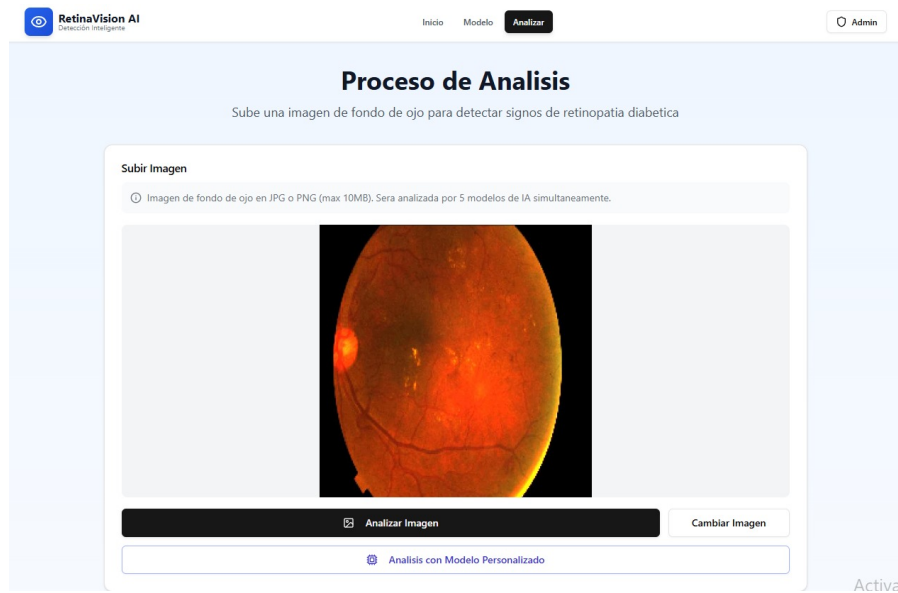 RetinaVision AI
Detección Inteligente
Inicio Modelo Analizar
Admin
Proceso de Analisis
Sube una imagen de fondo de ojo para detectar signos de retinopatia diabetica
Subir Imagen
Imagen de fondo de ojo en JPG o PNG (max 10MB). Sera analizada por 5 modelos de IA simultaneamente.
Analizar Imagen
Cambiar Imagen
Analisis con Modelo Personalizado
Activa